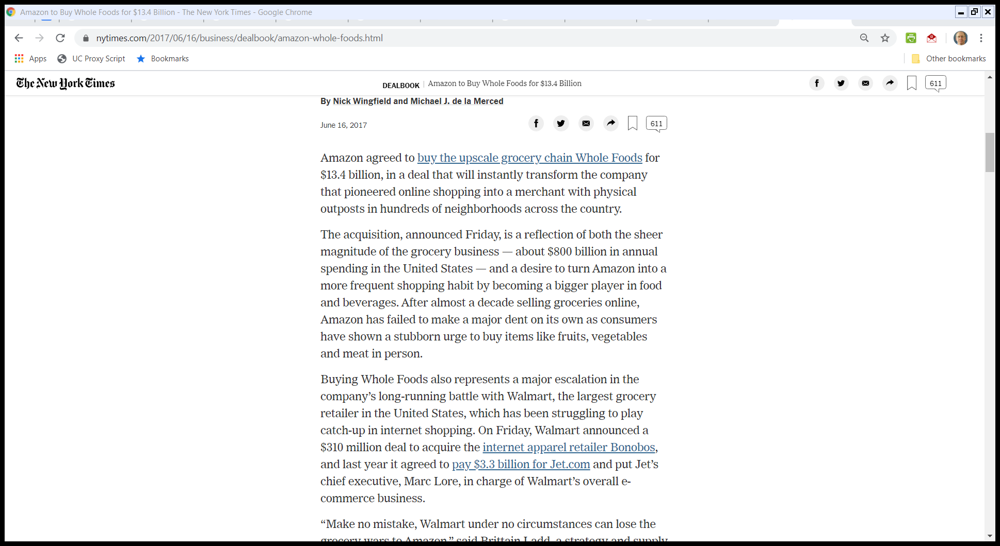 Amazon to Buy Whole Foods for $13.4 Billion - The New York Times - Google Chrome
nytimes.com/2017/06/16/business/dealbook/amazon-whole-foods.html
Apps UC Proxy Script Bookmarks Other bookmarks
The New York Times DEALBOOK | Amazon to Buy Whole Foods for $13.4 Billion 611
By Nick Wingfield and Michael J. de la Merced
June 16, 2017 611
Amazon agreed to buy the upscale grocery chain Whole Foods for
$13.4 billion, in a deal that will instantly transform the company
that pioneered online shopping into a merchant with physical
outposts in hundreds of neighborhoods across the country.
The acquisition, announced Friday, is a reflection of both the sheer
magnitude of the grocery business — about $800 billion in annual
spending in the United States — and a desire to turn Amazon into a
more frequent shopping habit by becoming a bigger player in food
and beverages. After almost a decade selling groceries online,
Amazon has failed to make a major dent on its own as consumers
have shown a stubborn urge to buy items like fruits, vegetables
and meat in person.
Buying Whole Foods also represents a major escalation in the
company’s long-running battle with Walmart, the largest grocery
retailer in the United States, which has been struggling to play
catch-up in internet shopping. On Friday, Walmart announced a
$310 million deal to acquire the internet apparel retailer Bonobos,
and last year it agreed to pay $3.3 billion for Jet.com and put Jet’s
chief executive, Marc Lore, in charge of Walmart’s overall e-
commerce business.
“Make no mistake, Walmart under no circumstances can lose the
grocery wars to Amazon,” said Brittain Ladd, a strategy and supply